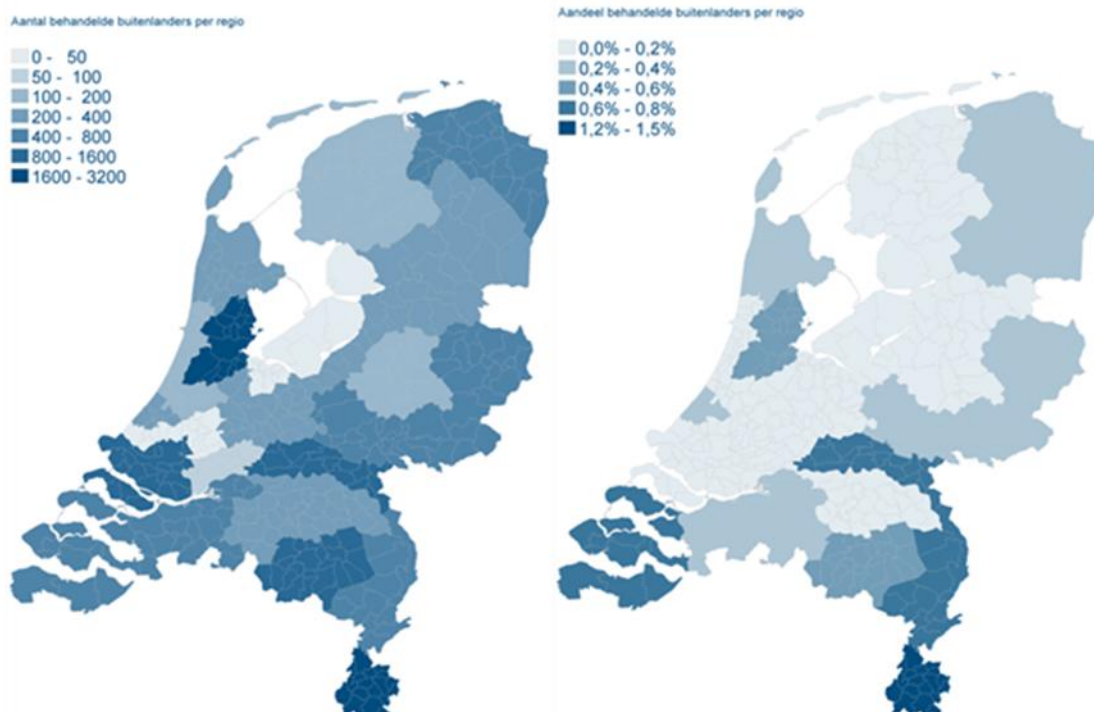 Aantal behandelde buitenlanders per regio
0 - 50
50 - 100
100 - 200
200 - 400
400 - 800
800 - 1600
1600 - 3200
Aandeel behandelde buitenlanders per regio
0,0% - 0,2%
0,2% - 0,4%
0,4% - 0,6%
0,6% - 0,8%
1,2% - 1,5%